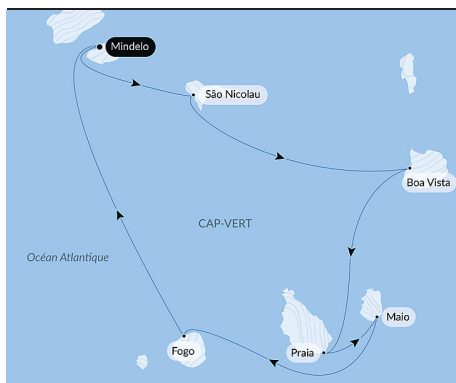 Mindelo
São Nicolau
Boa Vista
CAP-VERT
Océan Atlantique
Maio
Fogo
Praia